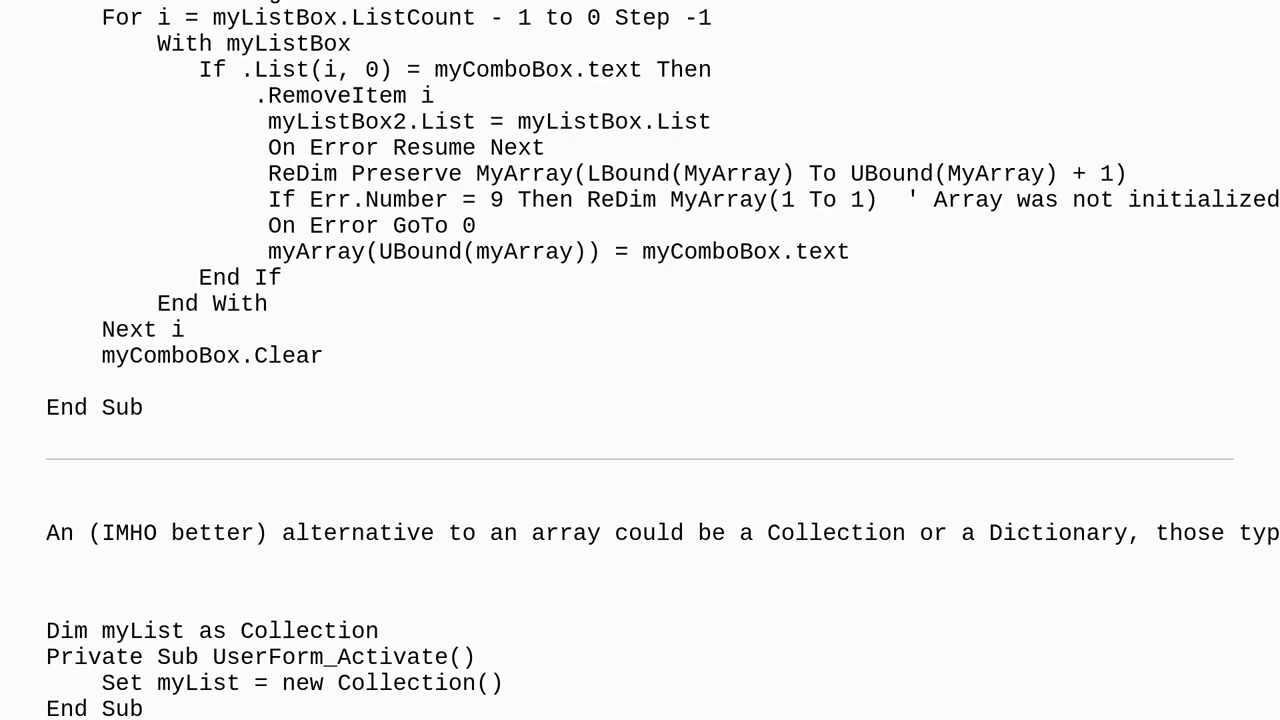 For i = myListBox.ListCount - 1 to 0 Step -1
With myListBox
If .List(i, 0) = myComboBox.text Then
.RemoveItem i
myListBox2.List = myListBox.List
On Error Resume Next
ReDim Preserve MyArray(LBound(MyArray) To UBound(MyArray) + 1)
If Err.Number = 9 Then ReDim MyArray(1 To 1)  ' Array was not initialized
On Error GoTo 0
myArray(UBound(myArray)) = myComboBox.text
End If
End With
Next i
myComboBox.Clear
End Sub
An (IMHO better) alternative to an array could be a Collection or a Dictionary, those typ
Dim myList as Collection
Private Sub UserForm_Activate()
Set myList = new Collection()
End Sub